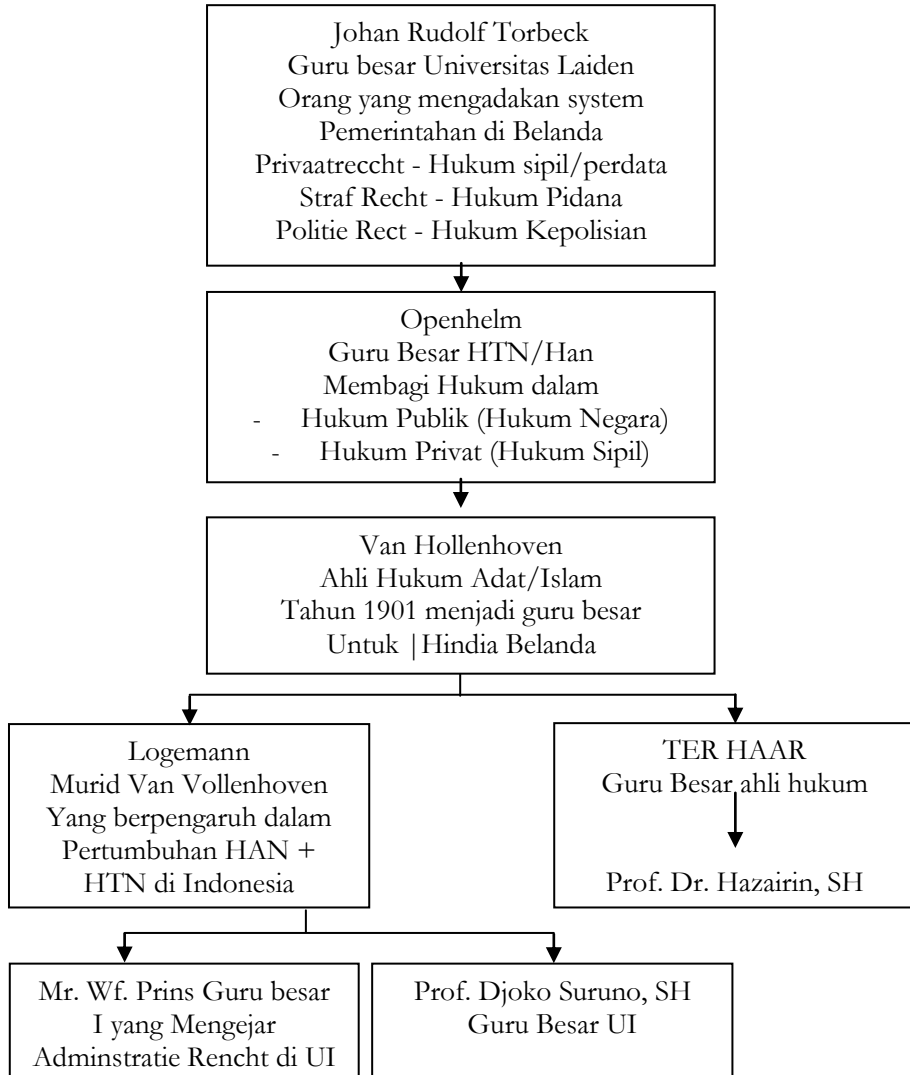 Johan Rudolf Torbeck
Guru besar Universitas Laiden
Orang yang mengadakan system
Pemerintahan di Belanda
Privaatreccht - Hukum sipil/perdata
Straf Recht - Hukum Pidana
Politie Rect - Hukum Kepolisian
Openhelm
Guru Besar HTN/Han
Membagi Hukum dalam
- Hukum Publik (Hukum Negara)
- Hukum Privat (Hukum Sipil)
Van Hollenhoven
Ahli Hukum Adat/Islam
Tahun 1901 menjadi guru besar
Untuk |Hindia Belanda
Logemann
Murid Van Vollenhoven
Yang berpengaruh dalam
Pertumbuhan HAN +
HTN di Indonesia
TER HAAR
Guru Besar ahli hukum
Prof. Dr. Hazairin, SH
Mr. Wf. Prins Guru besar
I yang Mengejar
Adminstratie Rencht di UI
Prof. Djoko Suruno, SH
Guru Besar UI